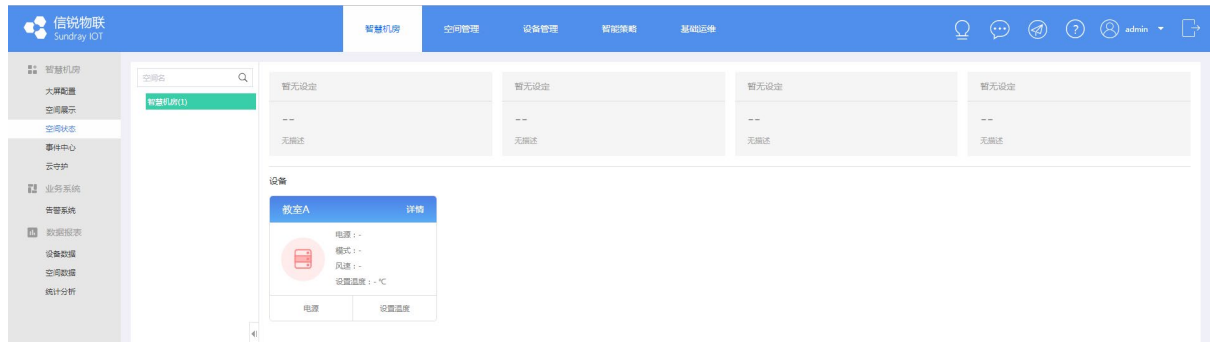 信锐物联
Sundray IOT
智慧机房
空间管理
设备管理
智能策略
基础运维
admin
智慧机房
大屏配置
空间展示
空间状态
事件中心
云守护
业务系统
告警系统
数据报表
设备数据
空间数据
统计分析
空间名
智慧机房(1)
暂无设定
--
无描述
暂无设定
--
无描述
暂无设定
--
无描述
暂无设定
--
无描述
设备
教室A 详情
电源：-
模式：-
风速：-
设置温度：- ℃
电源 设置温度